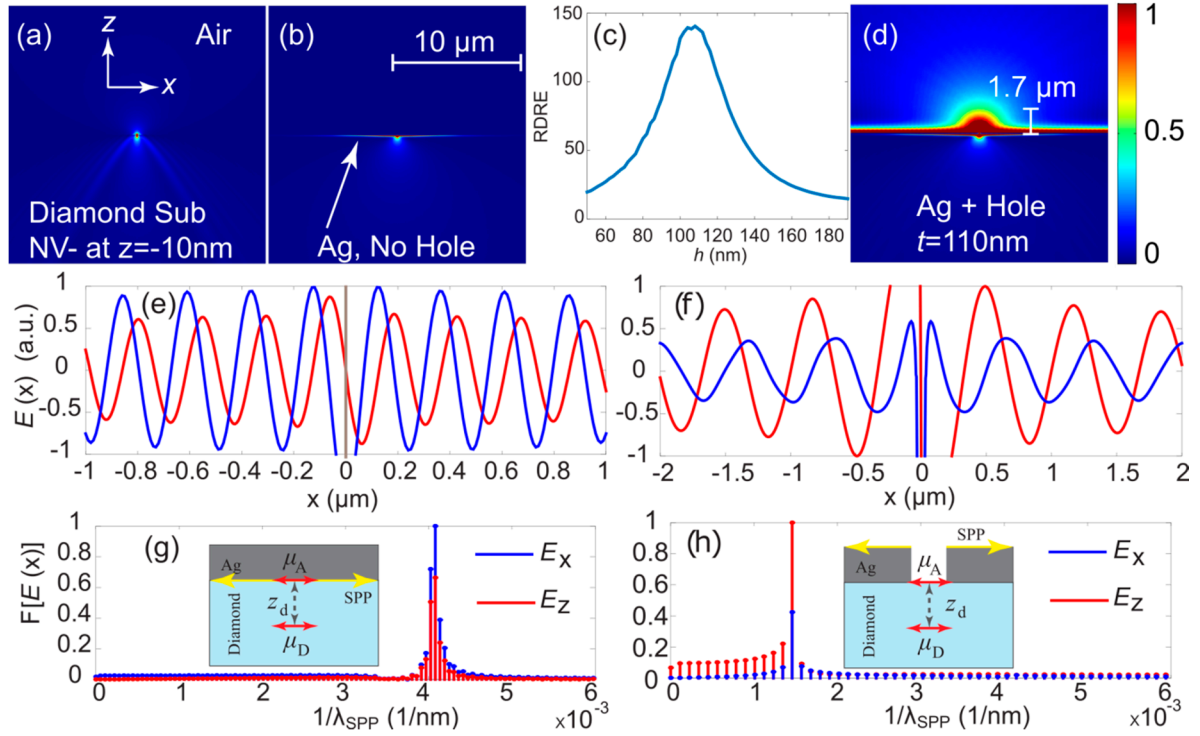 (a)
z
Air
x
Diamond Sub
NV- at z=-10nm
(b)
10 µm
Ag, No Hole
(c)
RDRE
150
100
50
0
60 80 100 120 140 160 180
h (nm)
(d)
1.7 µm
Ag + Hole
t=110nm
1
0.5
0
(e)
E (x) (a.u.)
1
0.5
0
-0.5
-1
-1 -0.8 -0.6 -0.4 -0.2 0 0.2 0.4 0.6 0.8 1
x (µm)
(f)
1
0.5
0
-0.5
-1
-2 -1.5 -1 -0.5 0 0.5 1 1.5 2
x (µm)
(g)
F[E (x)]
1
0.8
0.6
0.4
0.2
0
Ag
μA
SPP
Diamond
zd
μD
Ex
Ez
0 1 2 3 4 5 6
1/λSPP (1/nm)
×10-3
(h)
1
0.8
0.6
0.4
0.2
0
SPP
Ag
μA
Diamond
zd
μD
Ex
Ez
0 1 2 3 4 5 6
1/λSPP (1/nm)
×10-3